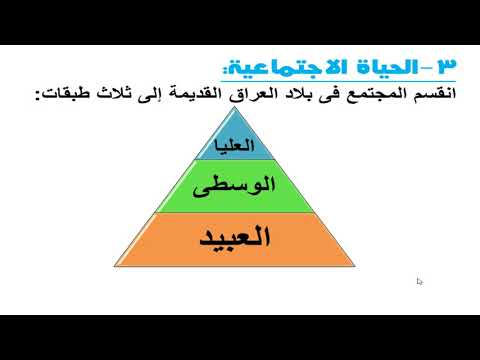 ٣-الحياة الاجتماعية:
انقسم المجتمع فى بلاد العراق القديمة إلى ثلاث طبقات:
العليا
الوسطى
العبيد